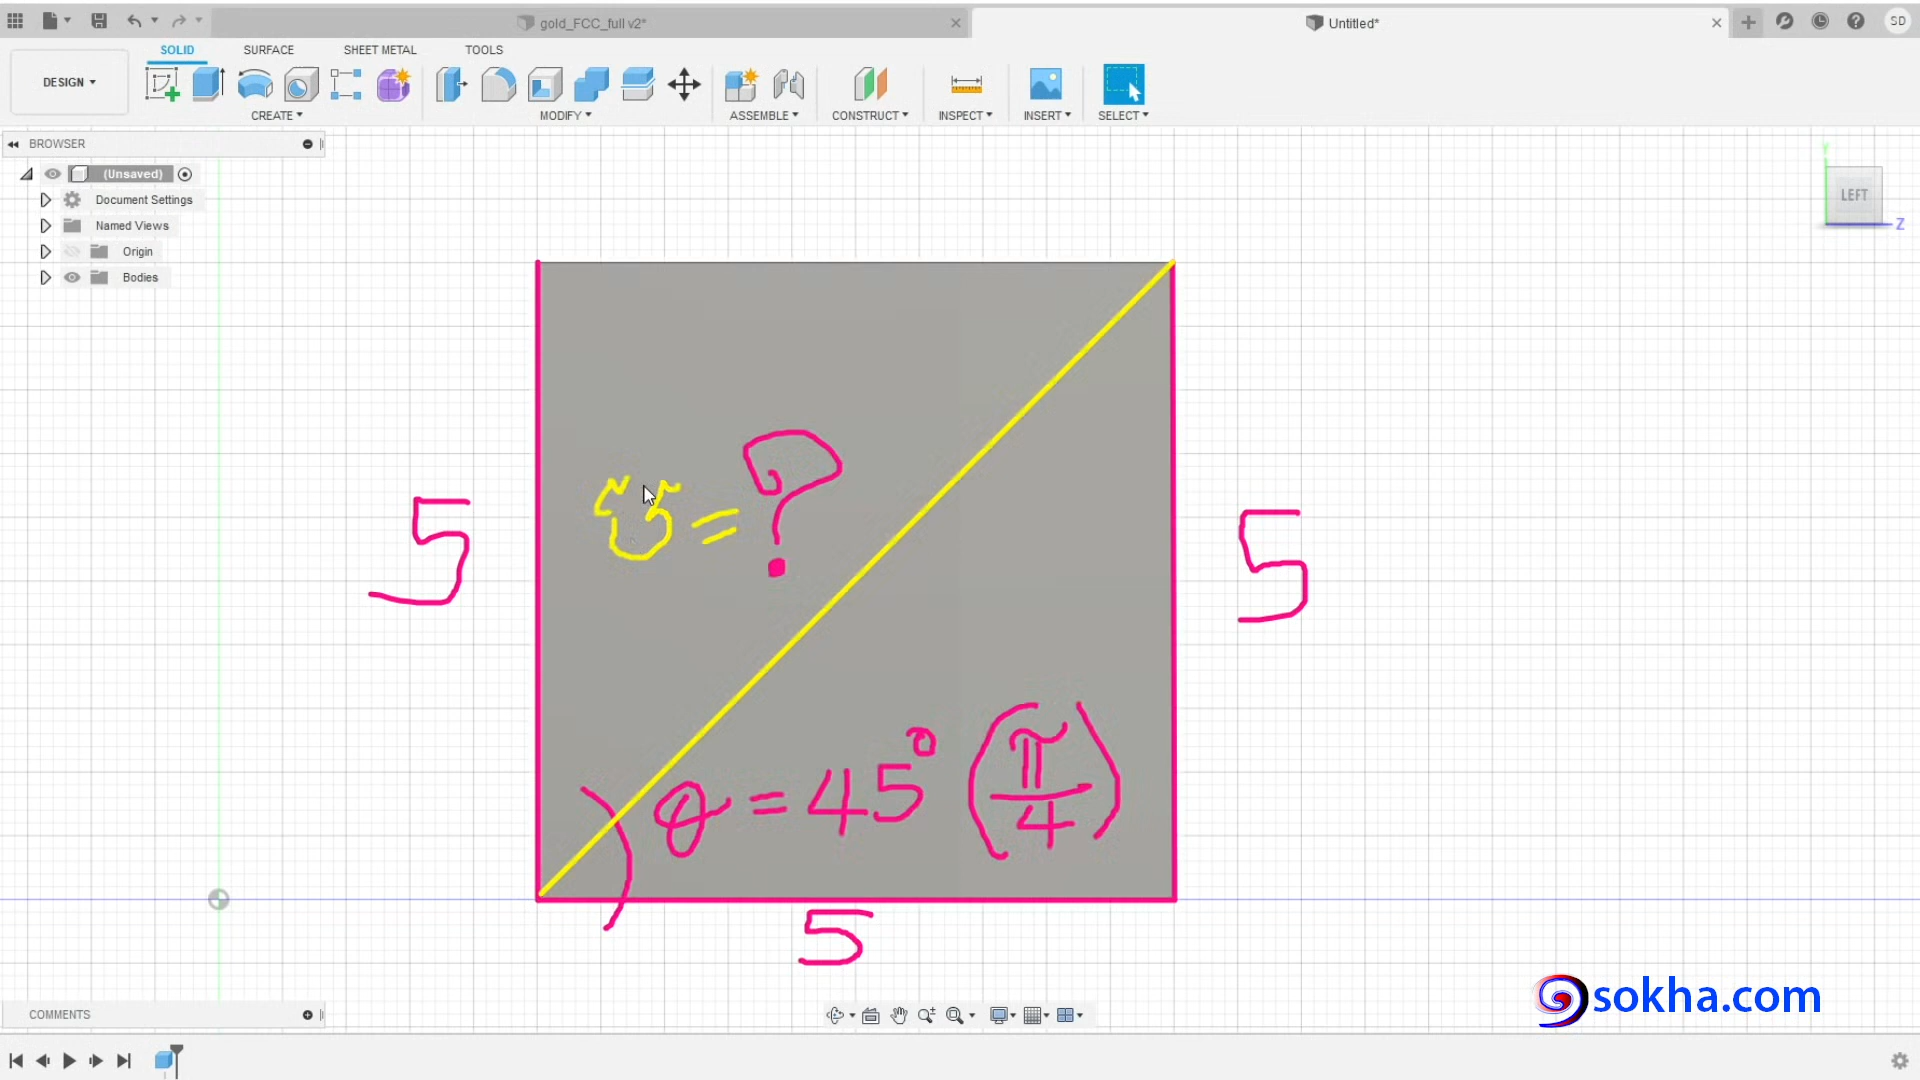 gold_FCC_full v2*
Untitled*
SD
DESIGN
SOLID
SURFACE
SHEET METAL
TOOLS
CREATE
MODIFY
ASSEMBLE
CONSTRUCT
INSPECT
INSERT
SELECT
BROWSER
(Unsaved)
Document Settings
Named Views
Origin
Bodies
Y
LEFT
Z
= ?
5
5
θ = 45° (π/4)
5
sokha.com
COMMENTS